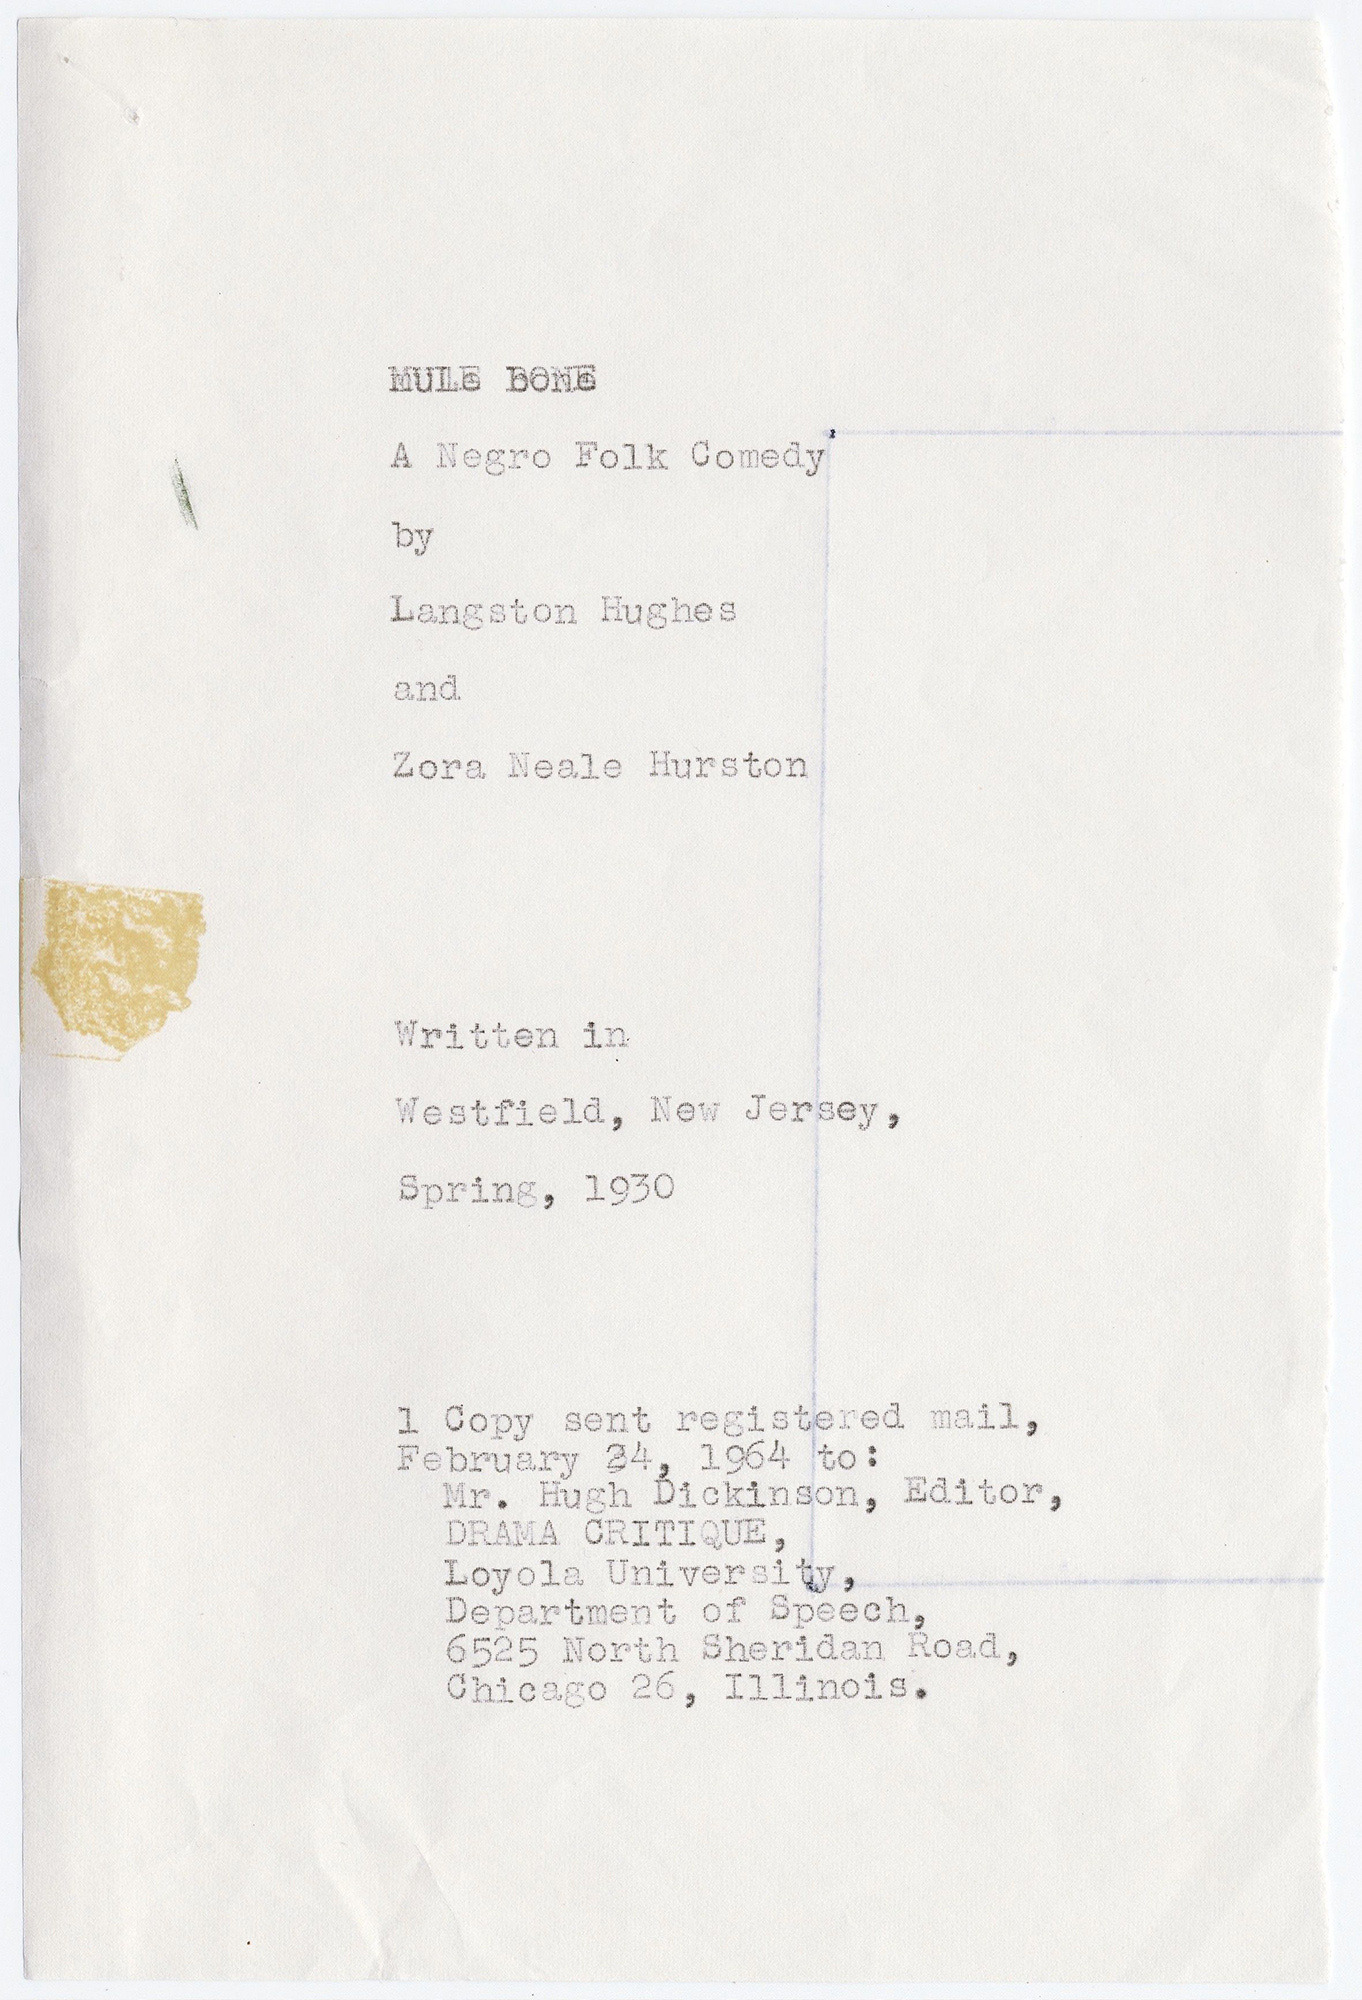 MULE BONE
A Negro Folk Comedy
by
Langston Hughes
and
Zora Neale Hurston
Written in
Westfield, New Jersey,
Spring, 1930
1 Copy sent registered mail,
February 24, 1964 to:
Mr. Hugh Dickinson, Editor,
DRAMA CRITIQUE,
Loyola University,
Department of Speech,
6525 North Sheridan Road,
Chicago 26, Illinois.